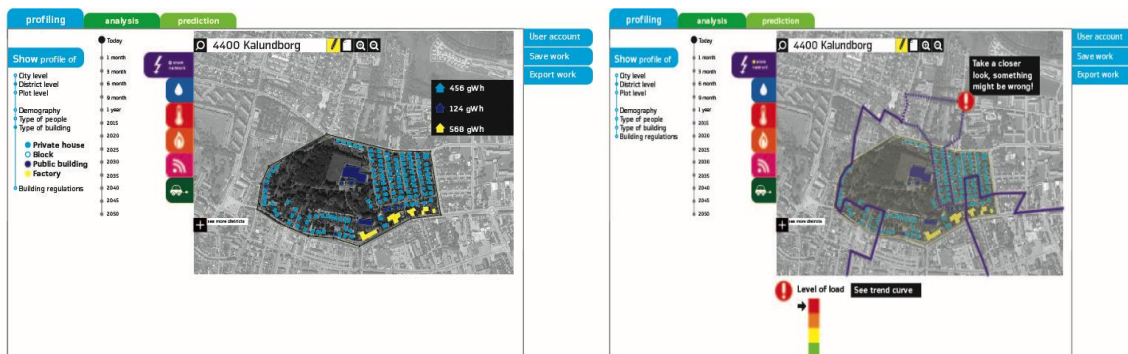 profiling
analysis
prediction
Show profile of
City level
District level
Plot level
Demography
Type of people
Type of building
Private house
Block
Public building
Factory
Building regulations
Today
1 month
3 month
6 month
9 month
1 year
2015
2020
2025
2030
2035
2040
2045
2050
show network
4400 Kalundborg
456 gWh
124 gWh
568 gWh
see more districts
User account
Save work
Export work
profiling
analysis
prediction
Show profile of
City level
District level
Plot level
Demography
Type of people
Type of building
Building regulations
Today
1 month
3 month
6 month
9 month
1 year
2015
2020
2025
2030
2035
2040
2045
2050
show network
4400 Kalundborg
Take a closer
look, something
might be wrong!
see more districts
User account
Save work
Export work
Level of load
See trend curve